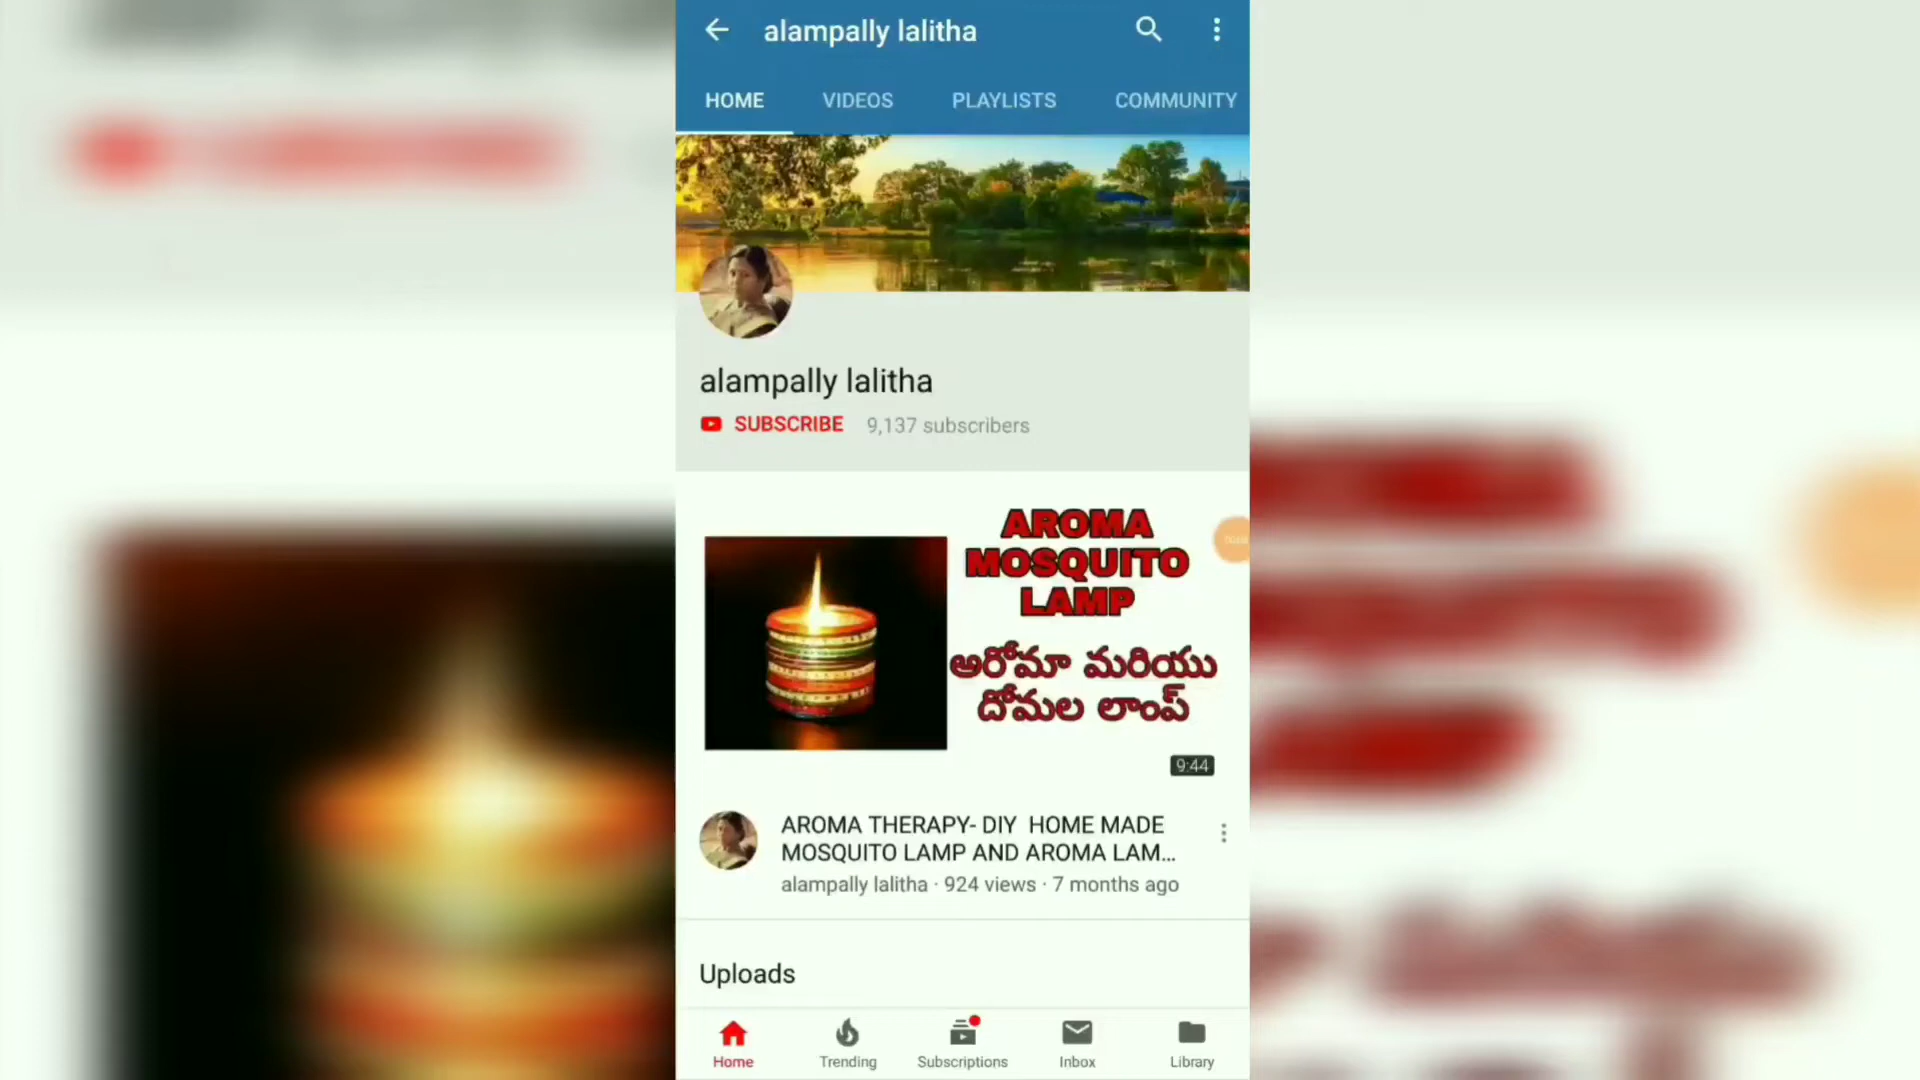 alampally lalitha
HOME VIDEOS PLAYLISTS COMMUNITY
alampally lalitha
SUBSCRIBE 9,137 subscribers
AROMA
MOSQUITO
LAMP
అరోమా మరియు
దోమల లాంప్
9:44
AROMA THERAPY- DIY HOME MADE
MOSQUITO LAMP AND AROMA LAM...
alampally lalitha · 924 views · 7 months ago
Uploads
Home Trending Subscriptions Inbox Library